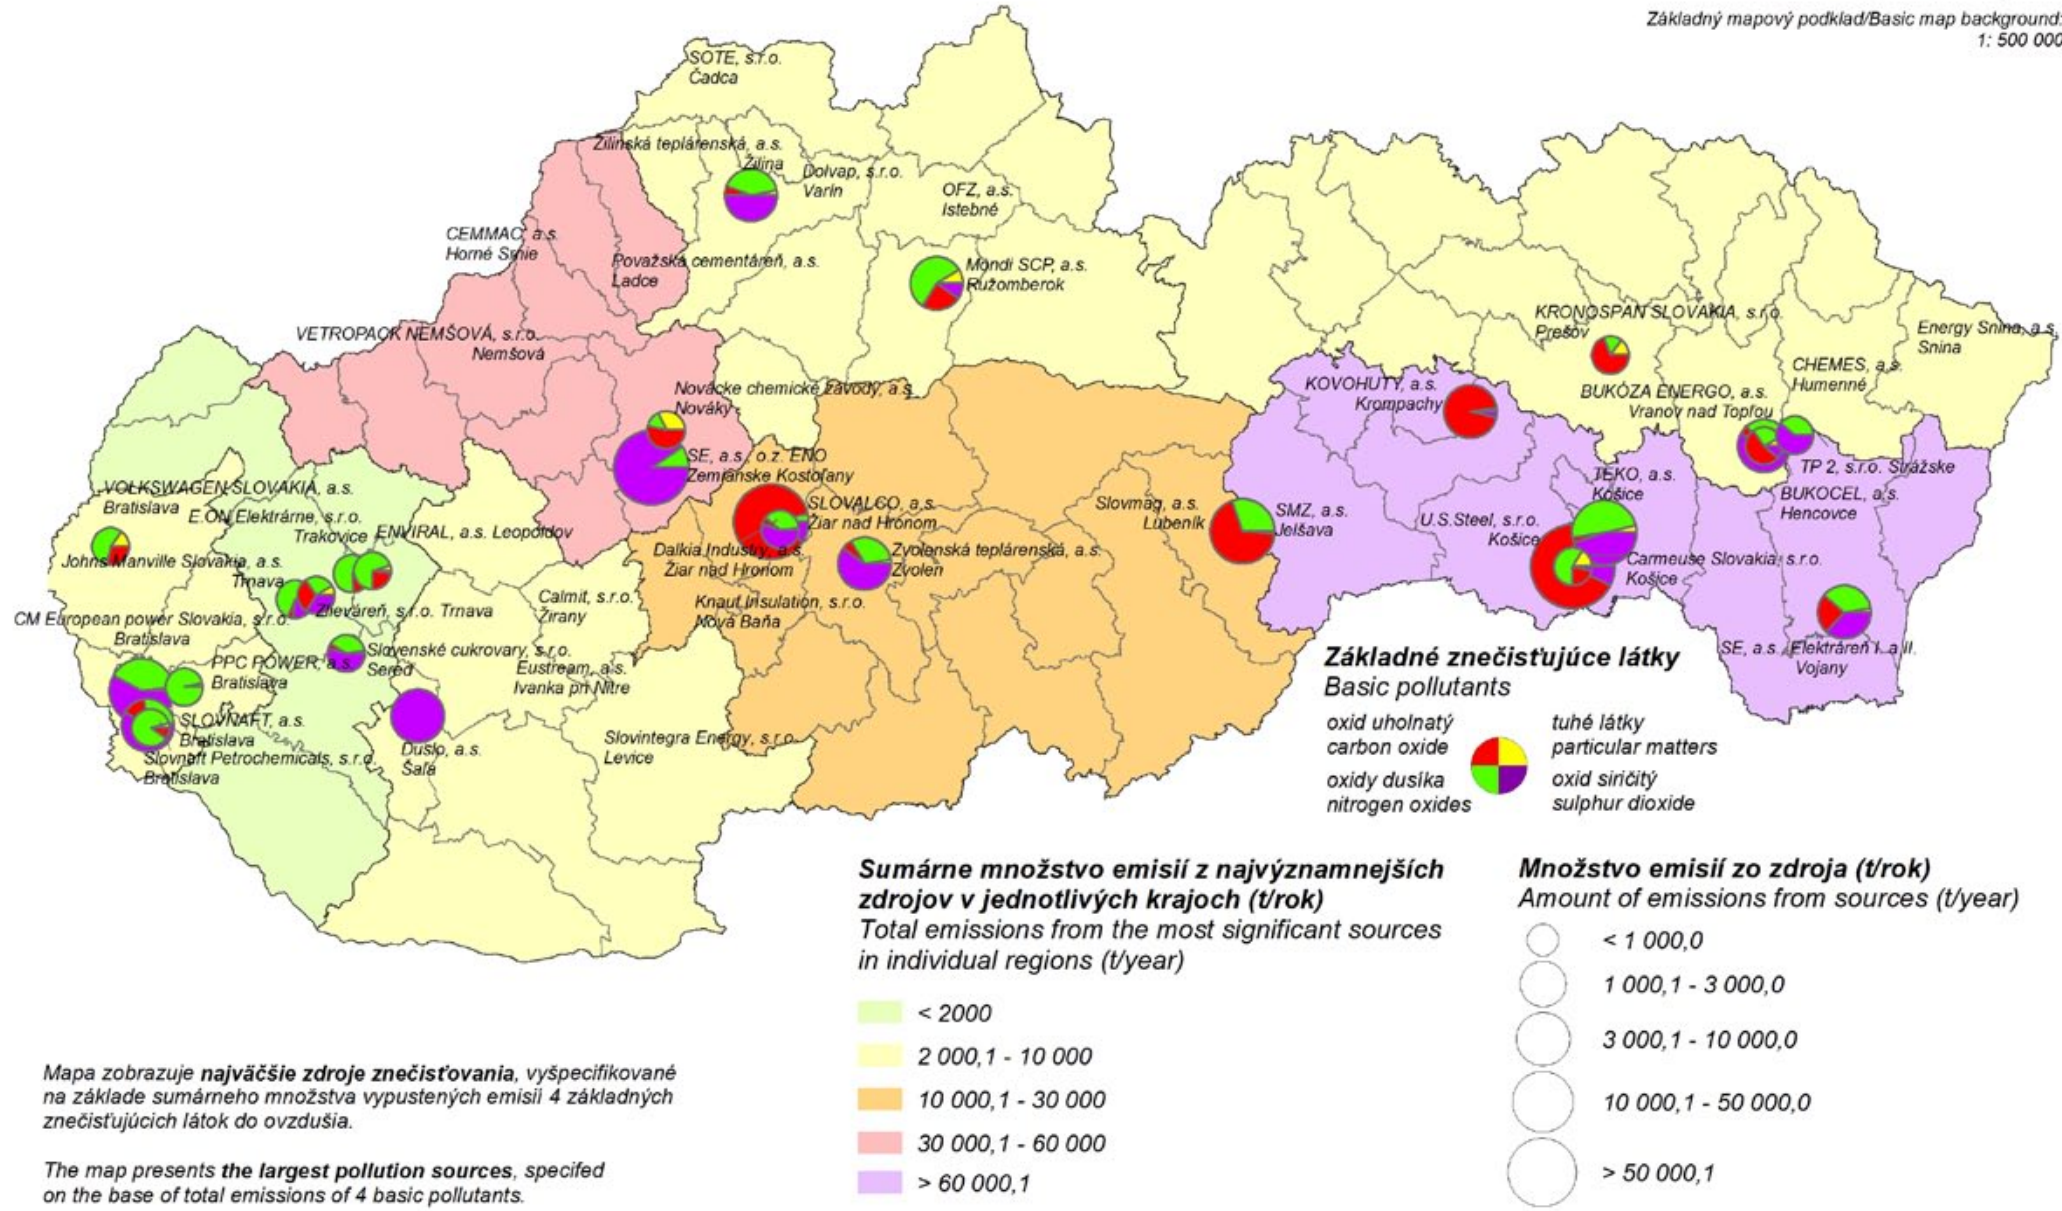 Základný mapový podklad/Basic map background:
1: 500 000
SOTE, s.r.o.
Čadca
Žilinská teplárenská, a.s.
Žilina
Dolvap, s.r.o.
Varín
OFZ, a.s.
Istebné
CEMMAC, a.s.
Horné Srnie
Považská cementáreň, a.s.
Ladce
Mondi SCP, a.s.
Ružomberok
VETROPACK NEMŠOVÁ, s.r.o.
Nemšová
KRONOSPAN SLOVAKIA, s.r.o.
Prešov
Energy Snina, a.s.
Snina
CHEMES, a.s.
Humenné
Novácke chemické závody, a.s.
Nováky
KOVOHUTY, a.s.
Krompachy
BUKÓZA ENERGO, a.s.
Vranov nad Topľou
SE, a.s., o.z. ENO
Zemianske Kostoľany
TP 2, s.r.o. Strážske
VOLKSWAGEN SLOVAKIA, a.s.
Bratislava
E.ON Elektrárne, s.r.o.
Trakovice
ENVIRAL, a.s. Leopoldov
SLOVALCO, a.s.
Žiar nad Hronom
Slovmag, a.s.
Lubeník
SMZ, a.s.
Jelšava
TEKO, a.s.
Košice
U.S.Steel, s.r.o.
Košice
BUKOCEL, a.s.
Hencovce
Johns Manville Slovakia, a.s.
Trnava
Dalkia Industry, a.s.
Žiar nad Hronom
Zvolenská teplárenská, a.s.
Zvolen
Carmeuse Slovakia, s.r.o.
Košice
CM European power Slovakia, s.r.o.
Bratislava
Zlieváreň, s.r.o. Trnava
Calmit, s.r.o.
Žirany
Knauf Insulation, s.r.o.
Nová Baňa
PPC POWER, a.s.
Bratislava
Slovenské cukrovary, s.r.o.
Sereď
Eustream, a.s.
Ivanka pri Nitre
SE, a.s., Elektráreň I. a II.
Vojany
SLOVNAFT, a.s.
Bratislava
Slovnaft Petrochemicals, s.r.o.
Bratislava
Duslo, a.s.
Šaľa
Slovintegra Energy, s.r.o.
Levice
Základné znečisťujúce látky
Basic pollutants
oxid uholnatý
carbon oxide
tuhé látky
particular matters
oxidy dusíka
nitrogen oxides
oxid siričitý
sulphur dioxide
Sumárne množstvo emisií z najvýznamnejších
zdrojov v jednotlivých krajoch (t/rok)
Total emissions from the most significant sources
in individual regions (t/year)
< 2000
2 000,1 - 10 000
10 000,1 - 30 000
30 000,1 - 60 000
> 60 000,1
Množstvo emisií zo zdroja (t/rok)
Amount of emissions from sources (t/year)
< 1 000,0
1 000,1 - 3 000,0
3 000,1 - 10 000,0
10 000,1 - 50 000,0
> 50 000,1
Mapa zobrazuje najväčšie zdroje znečisťovania, vyšpecifikované
na základe sumárneho množstva vypustených emisií 4 základných
znečisťujúcich látok do ovzdušia.
The map presents the largest pollution sources, specifed
on the base of total emissions of 4 basic pollutants.